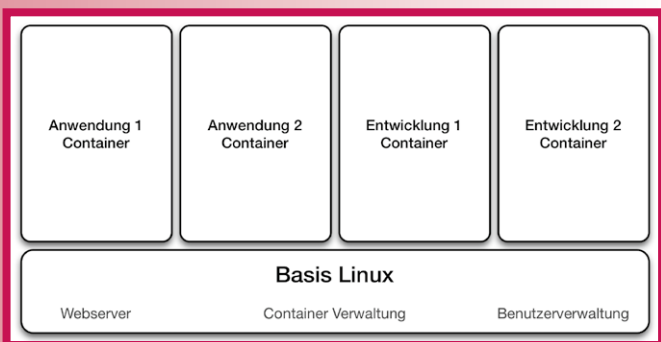 Anwendung 1
Container
Anwendung 2
Container
Entwicklung 1
Container
Entwicklung 2
Container
Basis Linux
Webserver
Container Verwaltung
Benutzerverwaltung